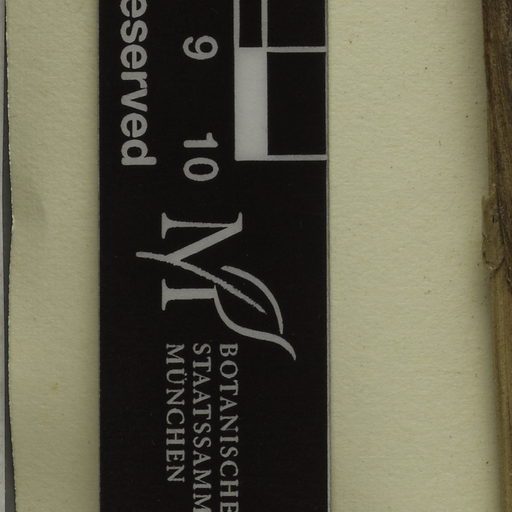 eserved
9 10
M
BOTANISCHE
STAATSSAMM
MÜNCHEN